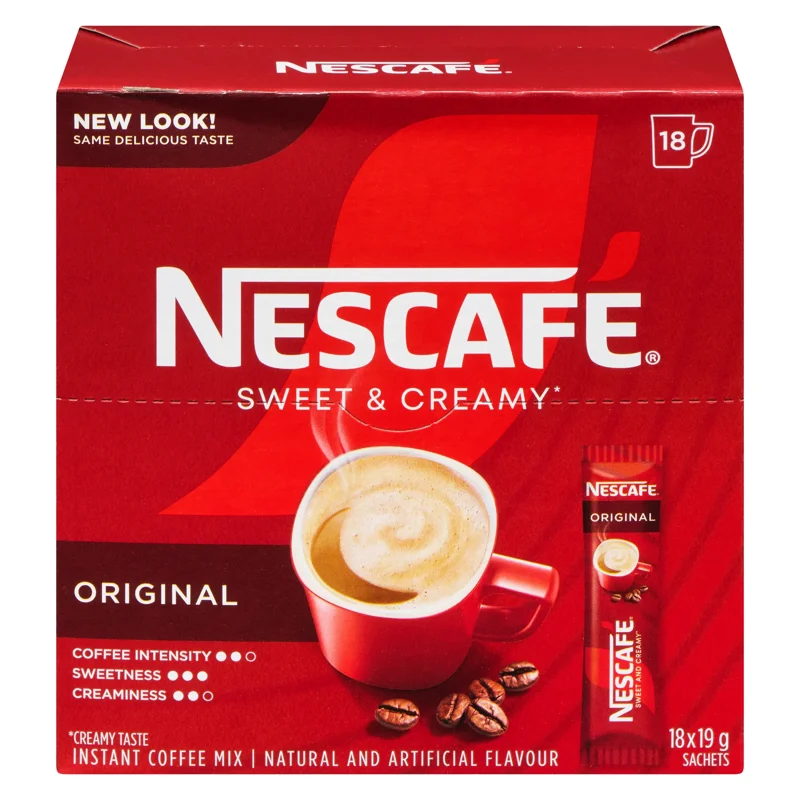 NESCAFÉ.
NEW LOOK!
SAME DELICIOUS TASTE
18
NESCAFÉ®
SWEET & CREAMY*
NESCAFÉ
ORIGINAL
NESCAFÉ
SWEET AND CREAMY*
ORIGINAL
COFFEE INTENSITY
SWEETNESS
CREAMINESS
*CREAMY TASTE
INSTANT COFFEE MIX | NATURAL AND ARTIFICIAL FLAVOUR
18x19 g
SACHETS